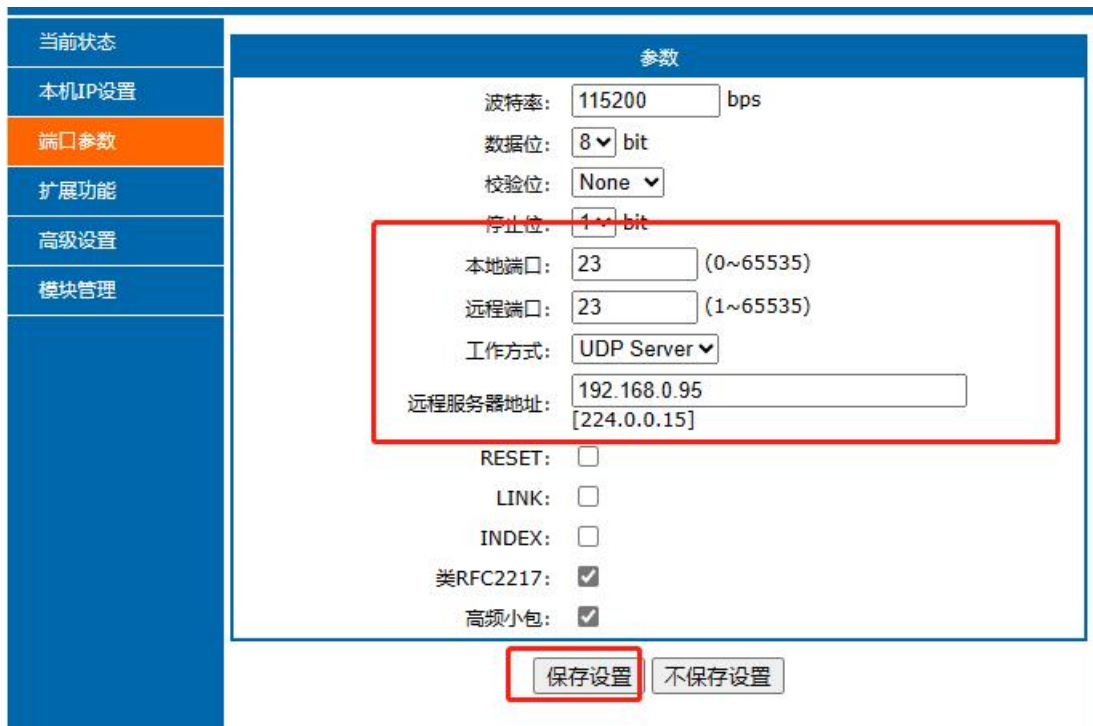 当前状态
本机IP设置
端口参数
扩展功能
高级设置
模块管理
参数
波特率: 115200 bps
数据位: 8 bit
校验位: None
停止位: 1 bit
本地端口: 23 (0~65535)
远程端口: 23 (1~65535)
工作方式: UDP Server
远程服务器地址: 192.168.0.95
[224.0.0.15]
RESET:
LINK:
INDEX:
类RFC2217:
高频小包:
保存设置 不保存设置